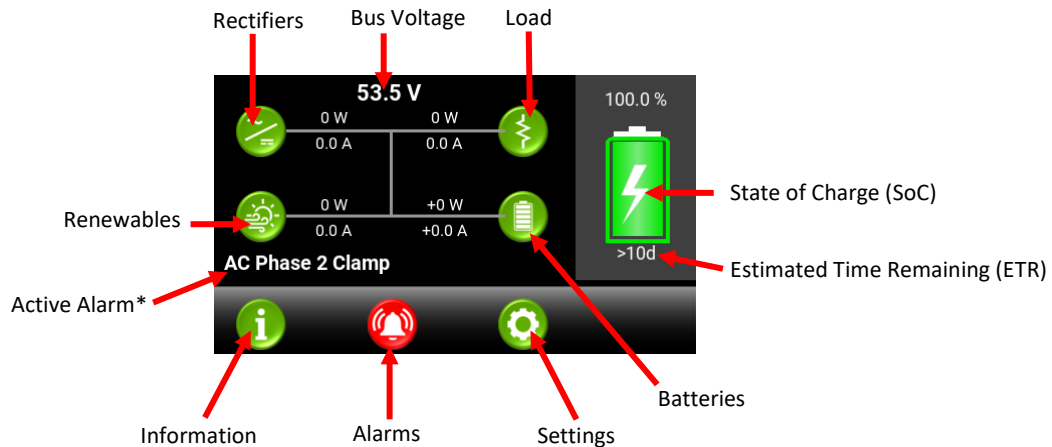 Rectifiers
Bus Voltage
Load
53.5 V
100.0 %
0 W
0 W
0.0 A
0.0 A
State of Charge (SoC)
Renewables
0 W
+0 W
0.0 A
+0.0 A
>10d
AC Phase 2 Clamp
Estimated Time Remaining (ETR)
Active Alarm*
i
Batteries
Information
Alarms
Settings